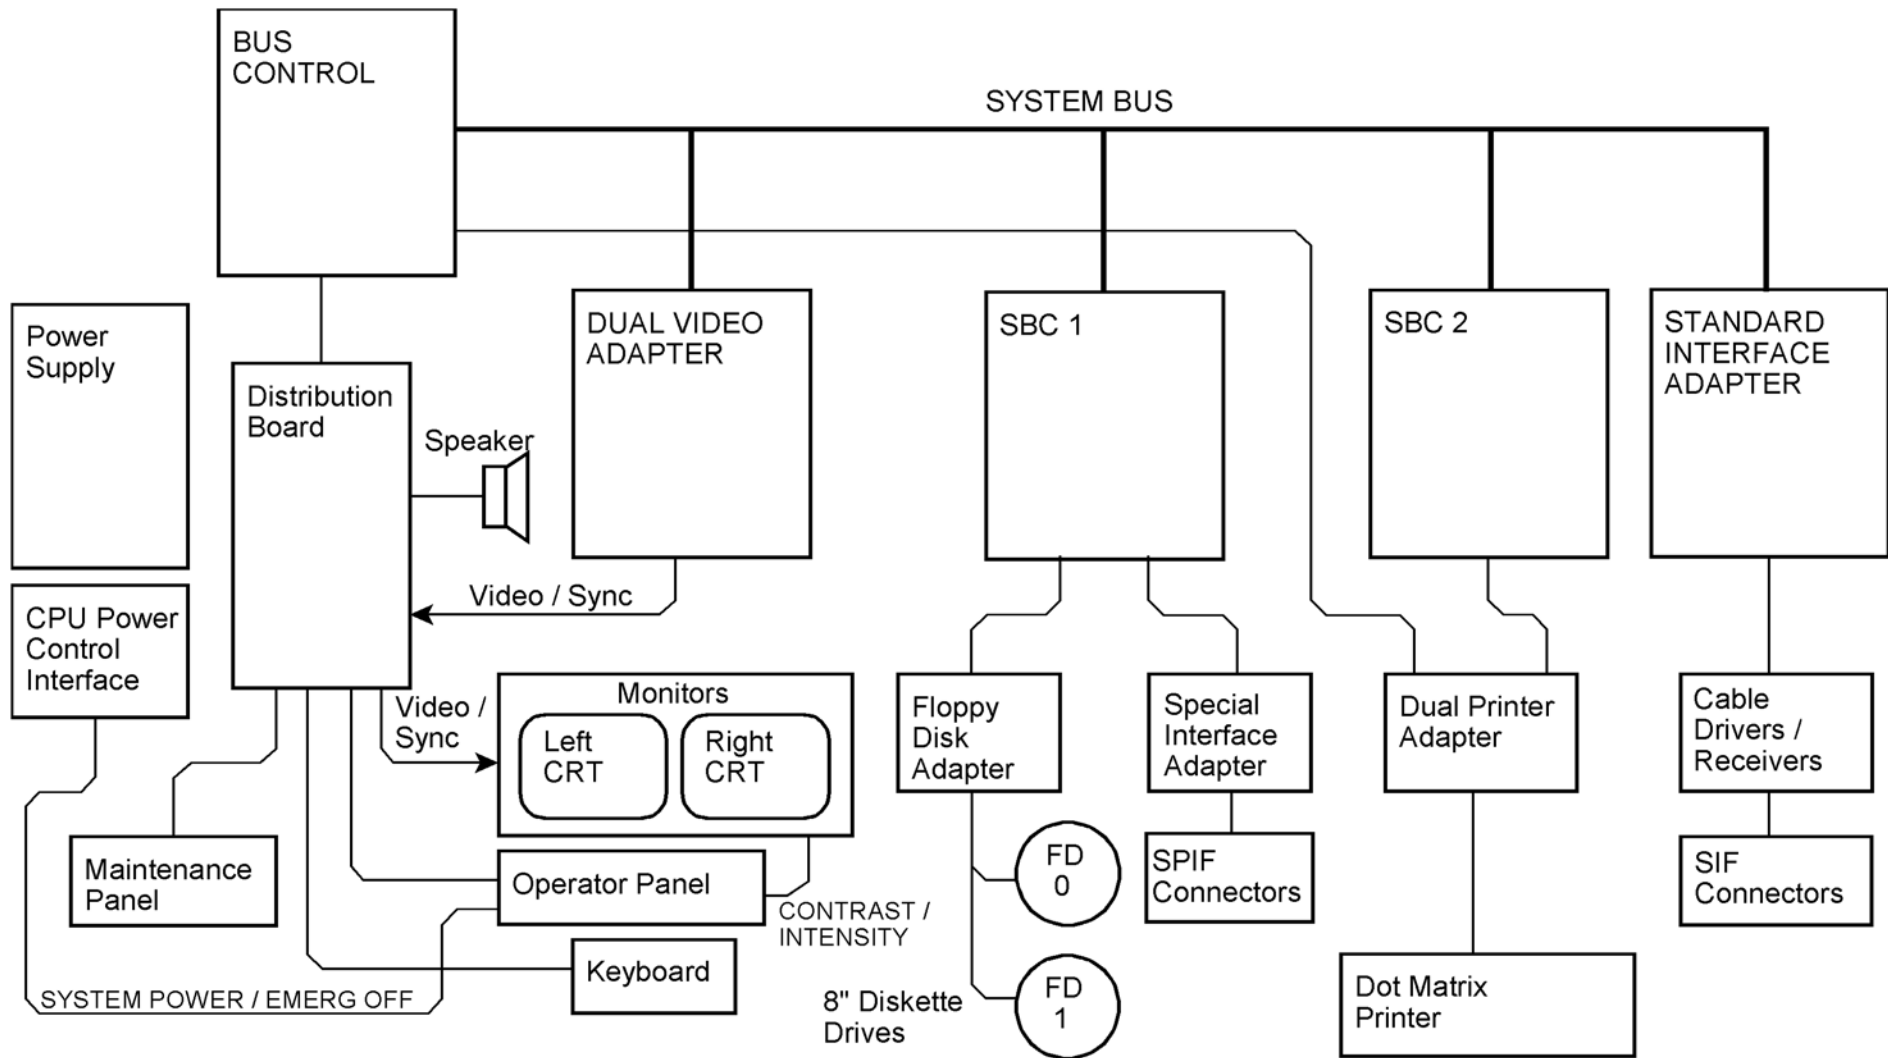 BUS
CONTROL
SYSTEM BUS
Power
Supply
Distribution
Board
Speaker
DUAL VIDEO
ADAPTER
SBC 1
SBC 2
STANDARD
INTERFACE
ADAPTER
Video / Sync
CPU Power
Control
Interface
Video /
Sync
Monitors
Left
CRT
Right
CRT
Floppy
Disk
Adapter
Special
Interface
Adapter
Dual Printer
Adapter
Cable
Drivers /
Receivers
Maintenance
Panel
Operator Panel
CONTRAST /
INTENSITY
FD
0
SPIF
Connectors
SIF
Connectors
Keyboard
SYSTEM POWER / EMERG OFF
8" Diskette
Drives
FD
1
Dot Matrix
Printer